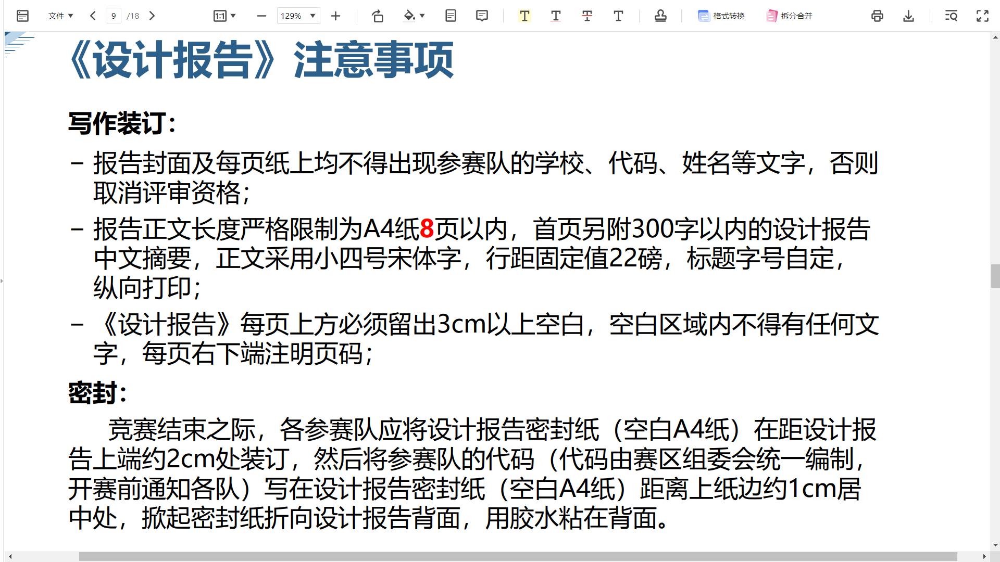 文件
9
/18
1:1
129%
格式转换
拆分合并
《设计报告》注意事项
写作装订：
– 报告封面及每页纸上均不得出现参赛队的学校、代码、姓名等文字，否则
取消评审资格；
– 报告正文长度严格限制为A4纸8页以内，首页另附300字以内的设计报告
中文摘要，正文采用小四号宋体字，行距固定值22磅，标题字号自定，
纵向打印；
– 《设计报告》每页上方必须留出3cm以上空白，空白区域内不得有任何文
字，每页右下端注明页码；
密封：
竞赛结束之际，各参赛队应将设计报告密封纸（空白A4纸）在距设计报
告上端约2cm处装订，然后将参赛队的代码（代码由赛区组委会统一编制，
开赛前通知各队）写在设计报告密封纸（空白A4纸）距离上纸边约1cm居
中处，掀起密封纸折向设计报告背面，用胶水粘在背面。